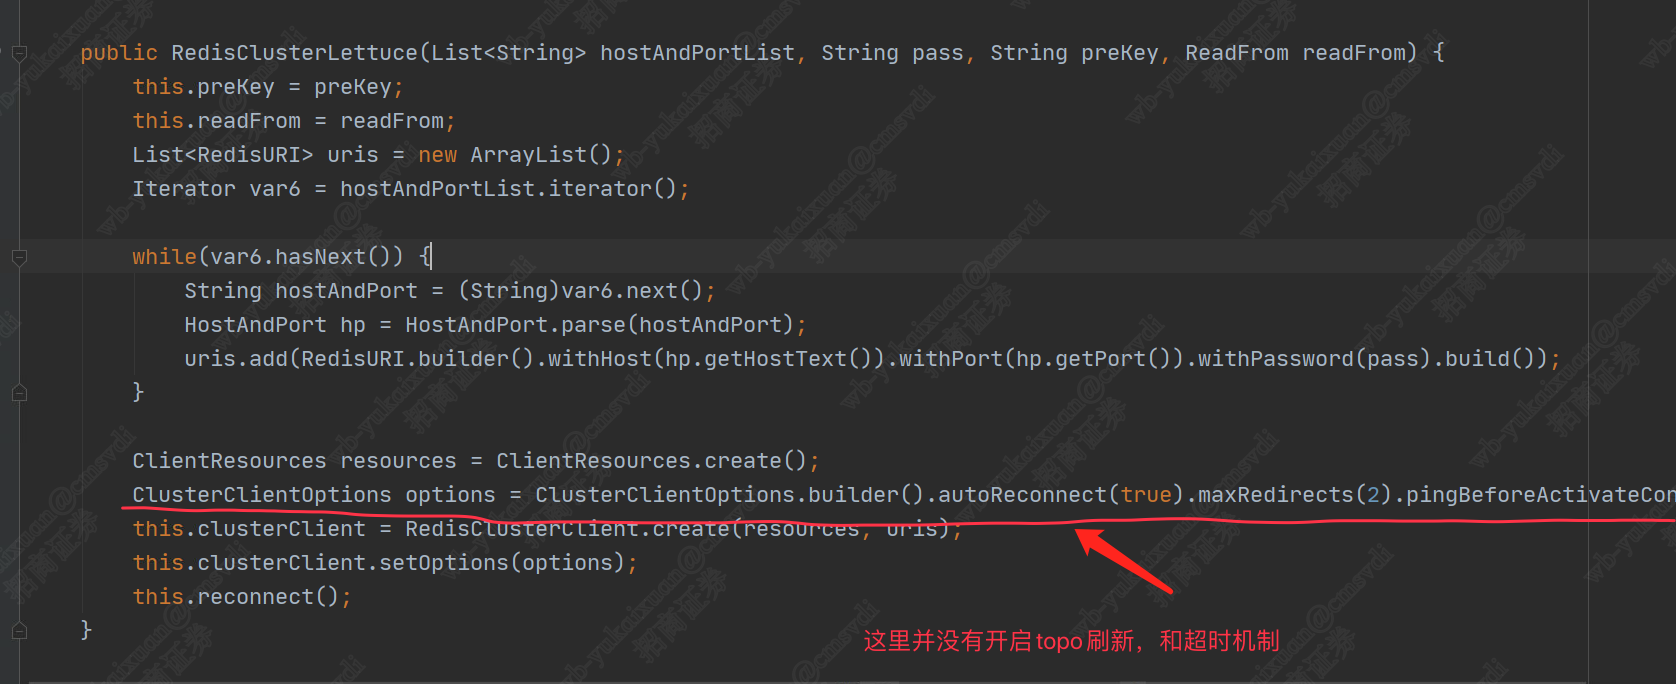 public RedisClusterLettuce(List<String> hostAndPortList, String pass, String preKey, ReadFrom readFrom) {
this.preKey = preKey;
this.readFrom = readFrom;
List<RedisURI> uris = new ArrayList();
Iterator var6 = hostAndPortList.iterator();
while(var6.hasNext()) {
String hostAndPort = (String)var6.next();
HostAndPort hp = HostAndPort.parse(hostAndPort);
uris.add(RedisURI.builder().withHost(hp.getHostText()).withPort(hp.getPort()).withPassword(pass).build());
}
ClientResources resources = ClientResources.create();
ClusterClientOptions options = ClusterClientOptions.builder().autoReconnect(true).maxRedirects(2).pingBeforeActivateCon
this.clusterClient = RedisClusterClient.create(resources, uris);
this.clusterClient.setOptions(options);
this.reconnect();
}
这里并没有开启topo刷新，和超时机制